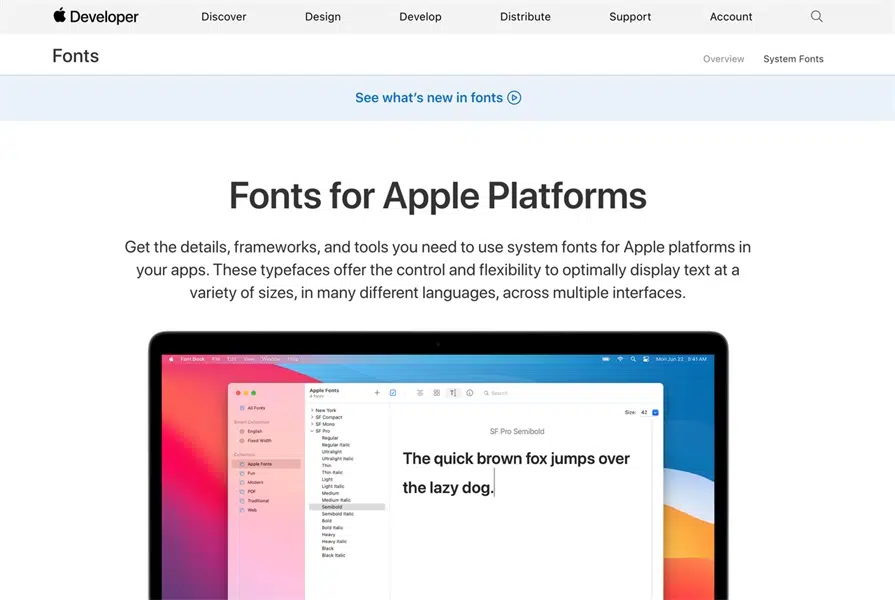 Developer
Discover
Design
Develop
Distribute
Support
Account
Fonts
Overview
System Fonts
See what's new in fonts
Fonts for Apple Platforms
Get the details, frameworks, and tools you need to use system fonts for Apple platforms in
your apps. These typefaces offer the control and flexibility to optimally display text at a
variety of sizes, in many different languages, across multiple interfaces.
Font Book File Edit View Window Help
Mon Jun 22 9:41 AM
All Fonts
English
Fixed Width
Collections
Apple Fonts
Fun
Modern
PDF
Traditional
Web
Apple Fonts
Search
New York
SF Compact
SF Mono
SF Pro
Regular
Regular Italic
Ultralight
Ultralight Italic
Thin
Thin Italic
Light
Light Italic
Medium
Medium Italic
Semibold
Semibold Italic
Bold
Bold Italic
Heavy
Heavy Italic
Black
Black Italic
Size: 42
SF Pro Semibold
The quick brown fox jumps over
the lazy dog.